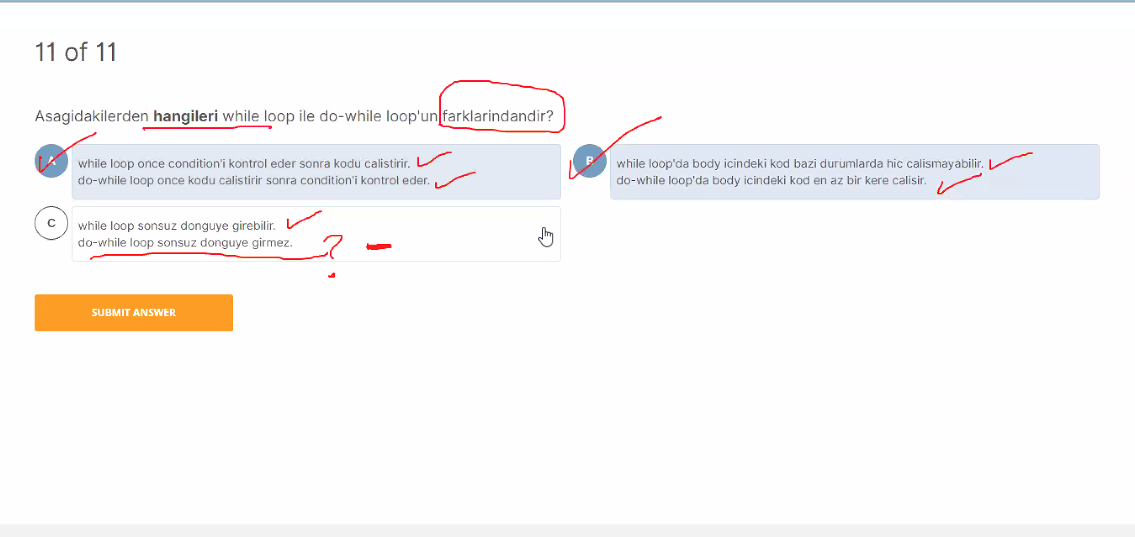 11 of 11
Asagidakilerden hangileri while loop ile do-while loop'un farklarindandir?
A
while loop once condition'i kontrol eder sonra kodu calistirir.
do-while loop once kodu calistirir sonra condition'i kontrol eder.
B
while loop'da body icindeki kod bazi durumlarda hic calismayabilir.
do-while loop'da body icindeki kod en az bir kere calisir.
C
while loop sonsuz donguye girebilir.
do-while loop sonsuz donguye girmez.
?
SUBMIT ANSWER